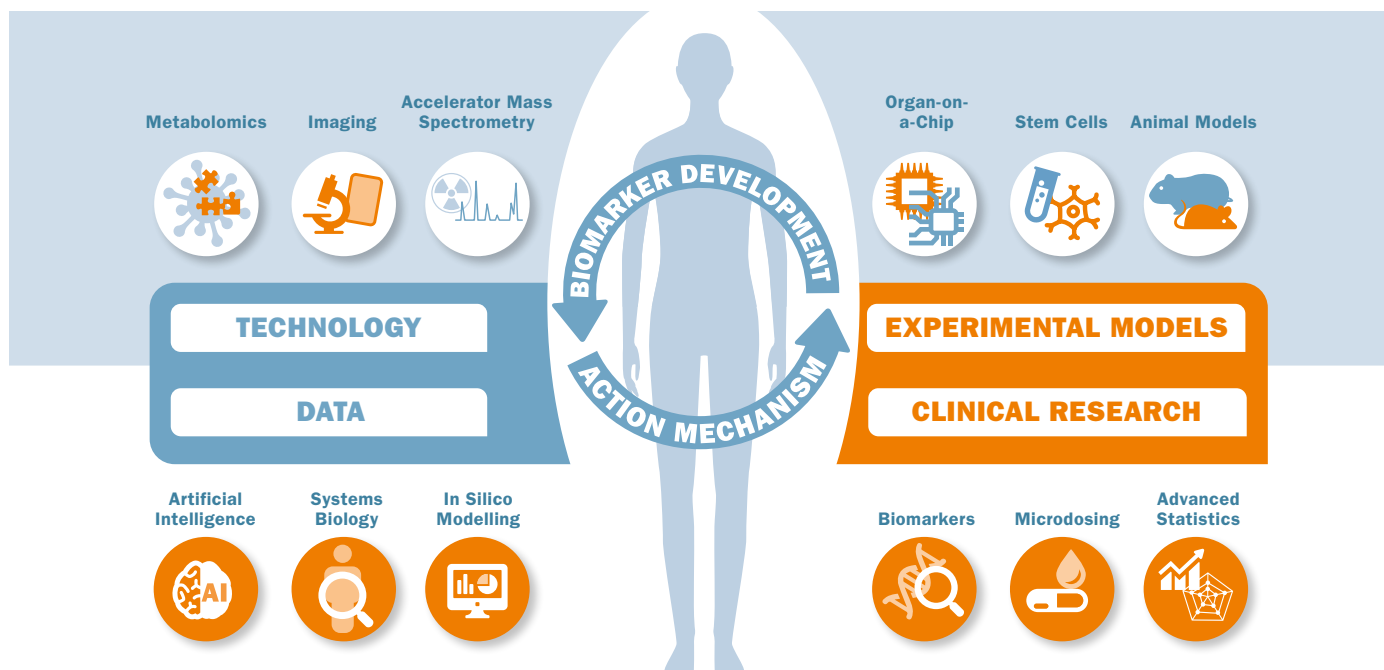 Metabolomics
Imaging
Accelerator Mass
Spectrometry
Organ-on-
a-Chip
Stem Cells
Animal Models
BIOMARKER DEVELOPMENT
TECHNOLOGY
EXPERIMENTAL MODELS
DATA
CLINICAL RESEARCH
ACTION MECHANISM
Artificial
Intelligence
Systems
Biology
In Silico
Modelling
Biomarkers
Microdosing
Advanced
Statistics
AI